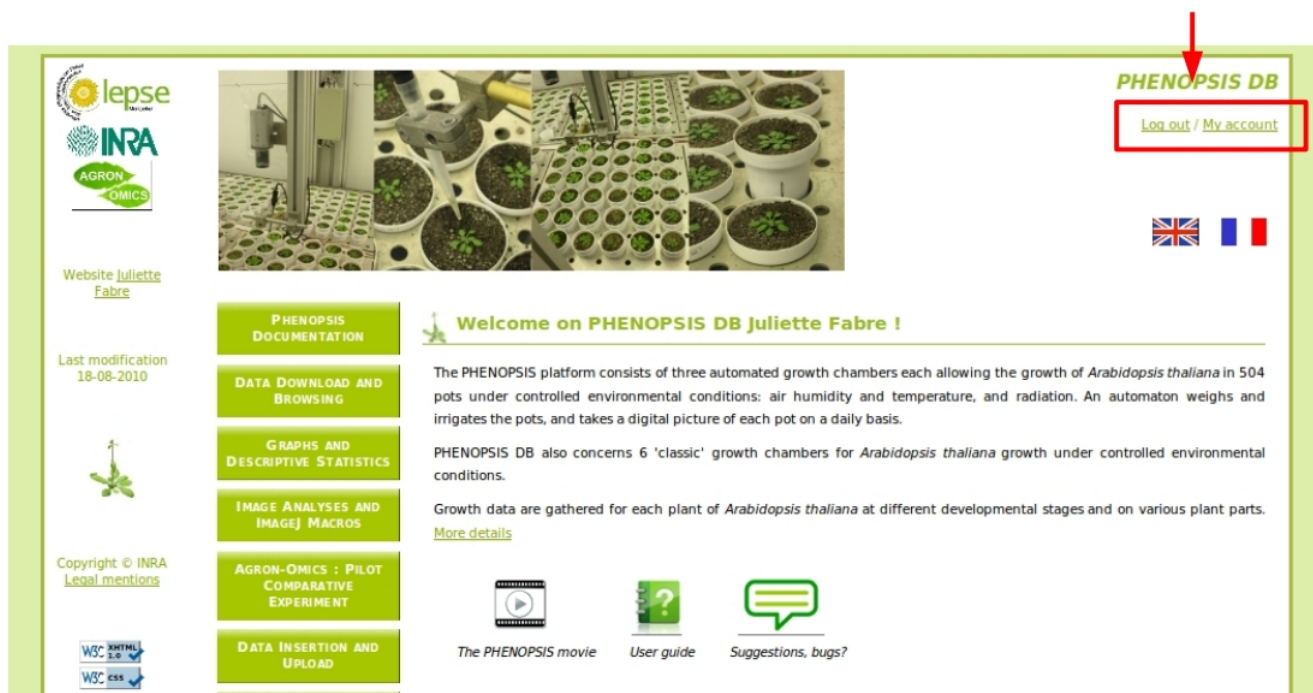 lepse
Montpellier
INRA
AGRON
OMICS
PHENOPSIS DB
Log out / My account
Website Juliette
Fabre
Last modification
18-08-2010
Copyright © INRA
Legal mentions
W3C XHTML 1.0
W3C css
PHENOPSIS
DOCUMENTATION
DATA DOWNLOAD AND
BROWSING
GRAPHS AND
DESCRIPTIVE STATISTICS
IMAGE ANALYSES AND
IMAGEJ MACROS
AGRON-OMICS : PILOT
COMPARATIVE
EXPERIMENT
DATA INSERTION AND
UPLOAD
Welcome on PHENOPSIS DB Juliette Fabre !
The PHENOPSIS platform consists of three automated growth chambers each allowing the growth of Arabidopsis thaliana in 504
pots under controlled environmental conditions: air humidity and temperature, and radiation. An automaton weighs and
irrigates the pots, and takes a digital picture of each pot on a daily basis.
PHENOPSIS DB also concerns 6 'classic' growth chambers for Arabidopsis thaliana growth under controlled environmental
conditions.
Growth data are gathered for each plant of Arabidopsis thaliana at different developmental stages and on various plant parts.
More details
The PHENOPSIS movie
User guide
Suggestions, bugs?